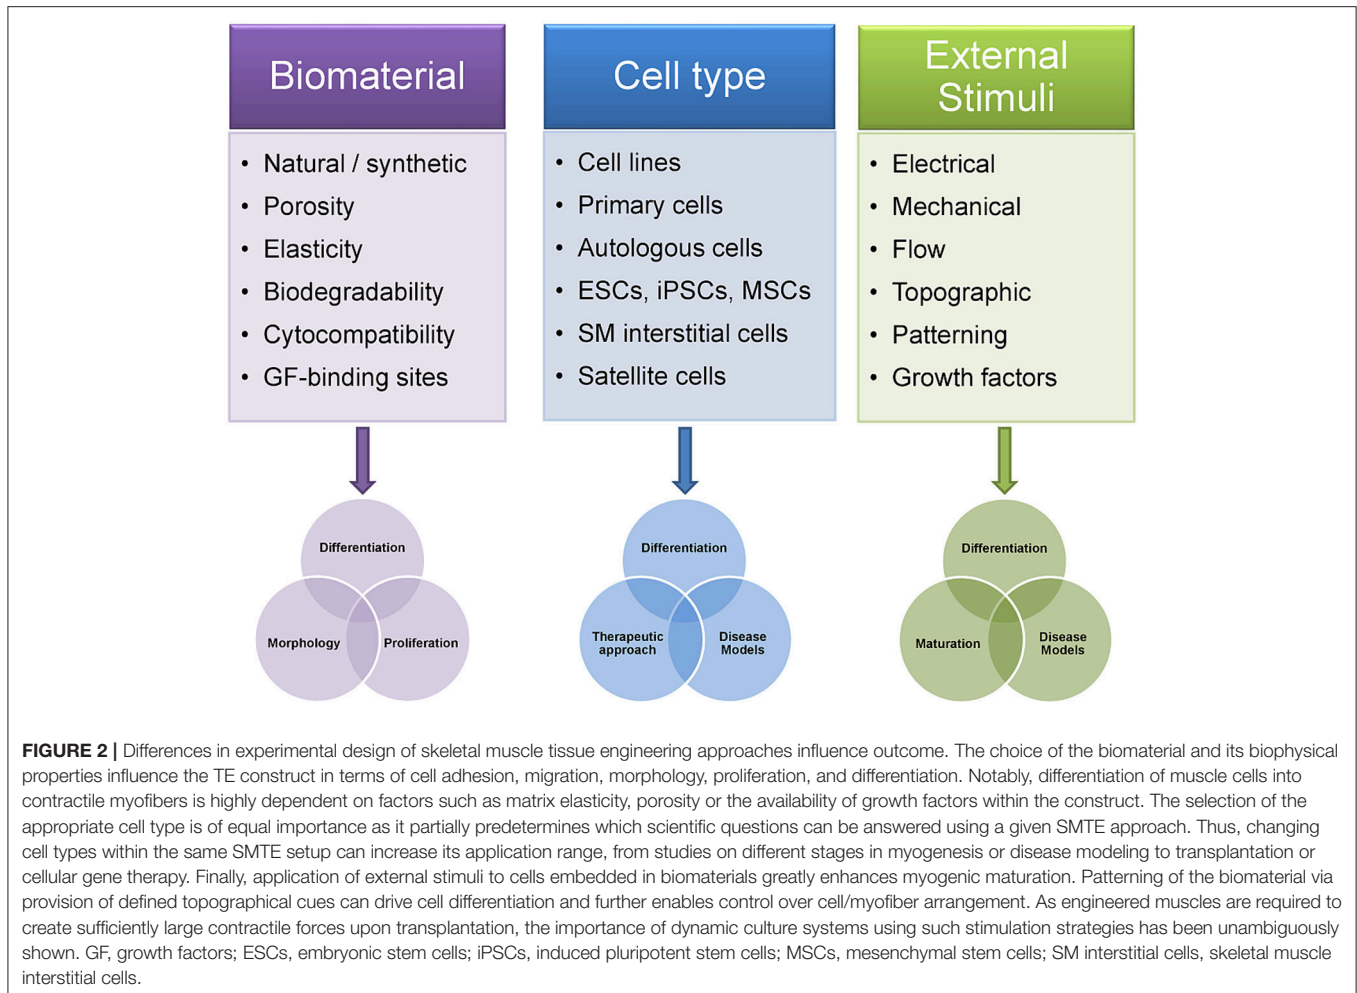 Biomaterial
• Natural / synthetic
• Porosity
• Elasticity
• Biodegradability
• Cytocompatibility
• GF-binding sites
Differentiation
Morphology
Proliferation
Cell type
• Cell lines
• Primary cells
• Autologous cells
• ESCs, iPSCs, MSCs
• SM interstitial cells
• Satellite cells
Differentiation
Therapeutic
approach
Disease
Models
External
Stimuli
• Electrical
• Mechanical
• Flow
• Topographic
• Patterning
• Growth factors
Differentiation
Maturation
Disease
Models
FIGURE 2 | Differences in experimental design of skeletal muscle tissue engineering approaches influence outcome. The choice of the biomaterial and its biophysical
properties influence the TE construct in terms of cell adhesion, migration, morphology, proliferation, and differentiation. Notably, differentiation of muscle cells into
contractile myofibers is highly dependent on factors such as matrix elasticity, porosity or the availability of growth factors within the construct. The selection of the
appropriate cell type is of equal importance as it partially predetermines which scientific questions can be answered using a given SMTE approach. Thus, changing
cell types within the same SMTE setup can increase its application range, from studies on different stages in myogenesis or disease modeling to transplantation or
cellular gene therapy. Finally, application of external stimuli to cells embedded in biomaterials greatly enhances myogenic maturation. Patterning of the biomaterial via
provision of defined topographical cues can drive cell differentiation and further enables control over cell/myofiber arrangement. As engineered muscles are required to
create sufficiently large contractile forces upon transplantation, the importance of dynamic culture systems using such stimulation strategies has been unambiguously
shown. GF, growth factors; ESCs, embryonic stem cells; iPSCs, induced pluripotent stem cells; MSCs, mesenchymal stem cells; SM interstitial cells, skeletal muscle
interstitial cells.